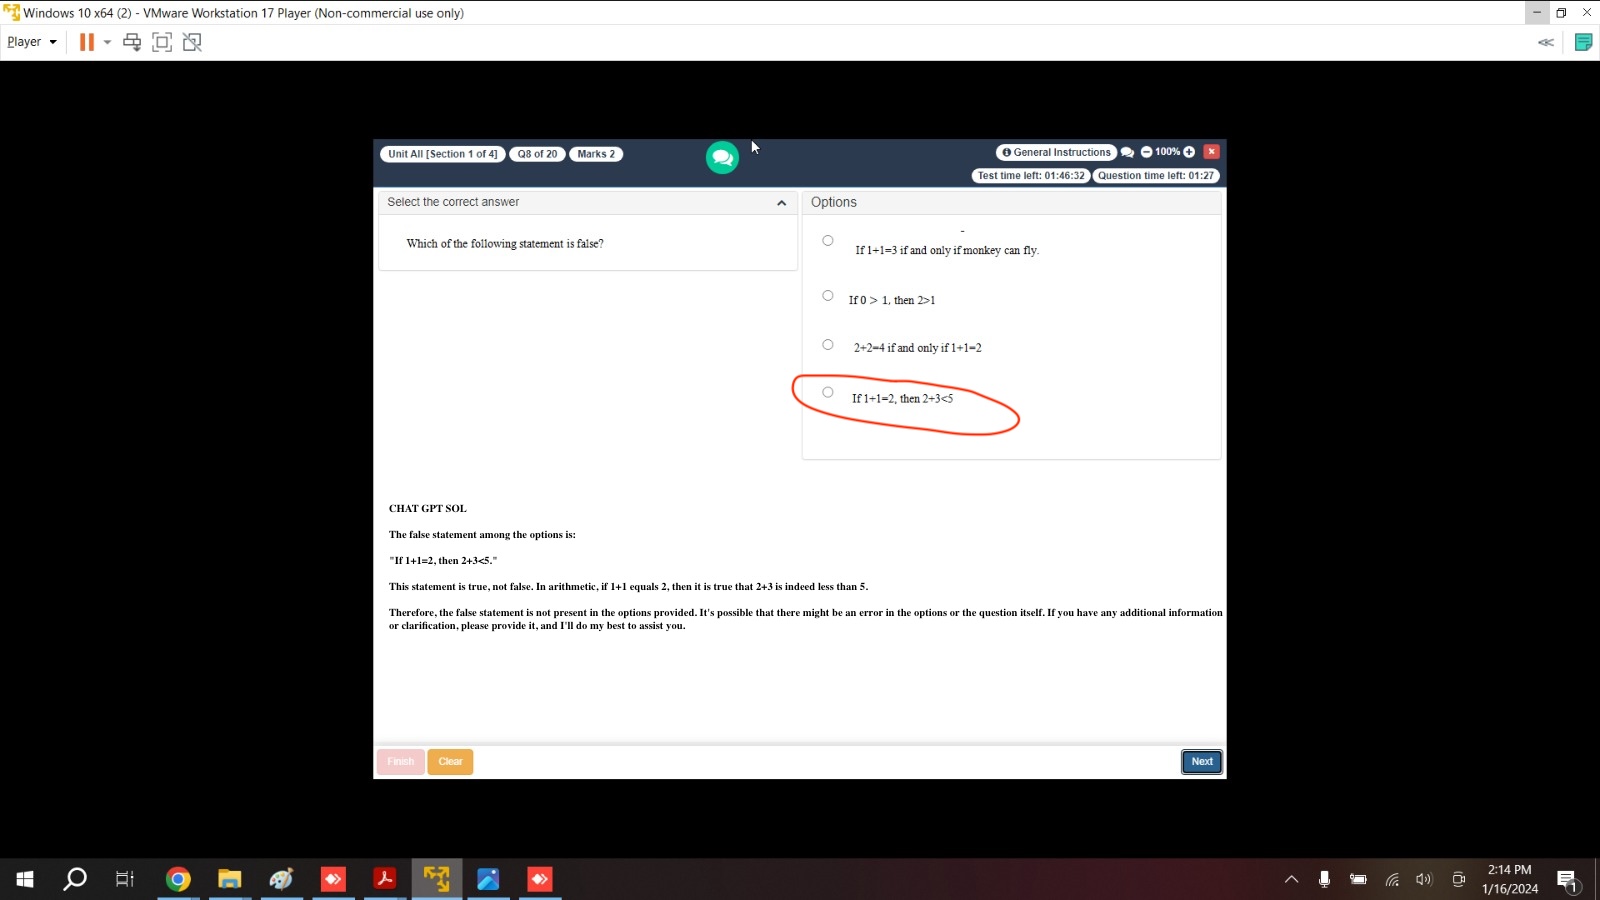 Windows 10 x64 (2) - VMware Workstation 17 Player (Non-commercial use only)
Player
Unit All [Section 1 of 4] Q8 of 20 Marks 2
General Instructions 100%
Test time left: 01:46:32 Question time left: 01:27
Select the correct answer
Which of the following statement is false?
Options
If 1+1=3 if and only if monkey can fly.
If 0 > 1, then 2>1
2+2=4 if and only if 1+1=2
If 1+1=2, then 2+3<5
CHAT GPT SOL
The false statement among the options is:
"If 1+1=2, then 2+3<5."
This statement is true, not false. In arithmetic, if 1+1 equals 2, then it is true that 2+3 is indeed less than 5.
Therefore, the false statement is not present in the options provided. It's possible that there might be an error in the options or the question itself. If you have any additional information
or clarification, please provide it, and I'll do my best to assist you.
Finish Clear Next
2:14 PM
1/16/2024
1